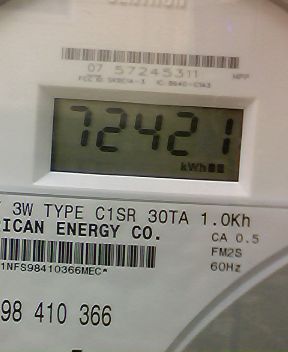 07 57245311
72421
kWh
3W TYPE C1SR 30TA 1.0Kh
RICAN ENERGY CO.
CA 0.5
FM2S
60Hz
1NFS98410366MEC*
98 410 366